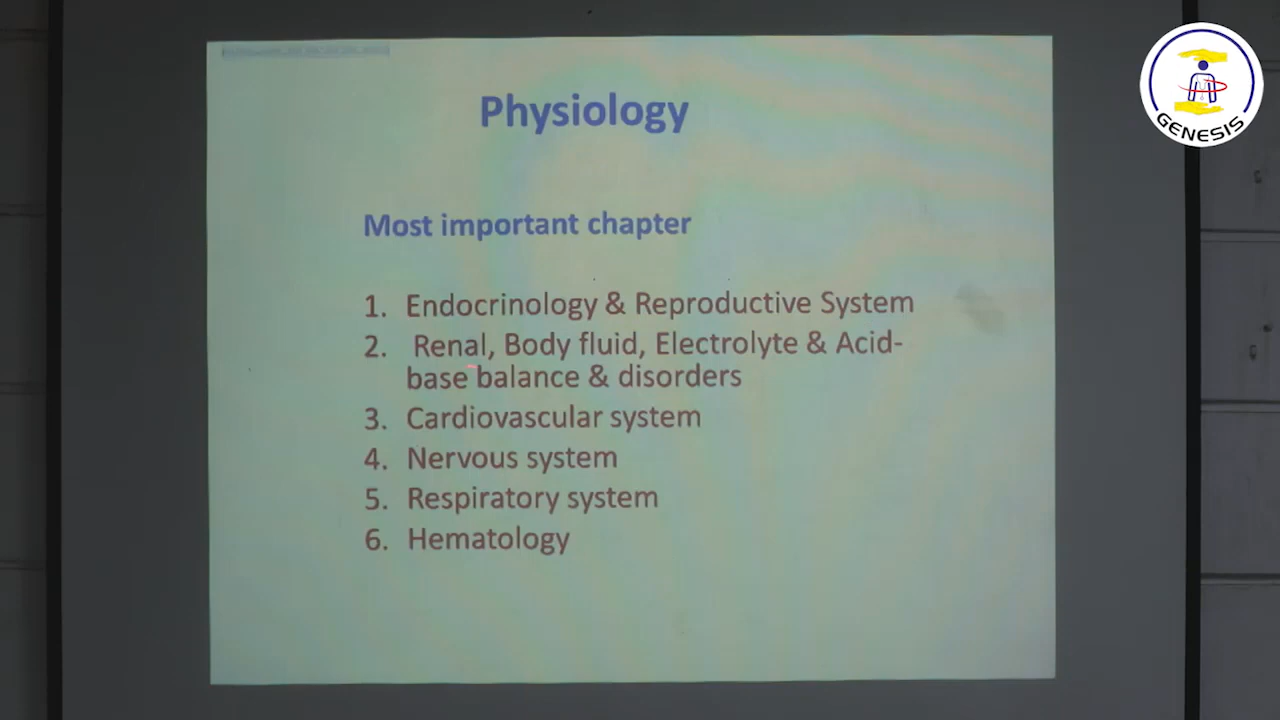 Physiology
GENESIS
Most important chapter
1. Endocrinology & Reproductive System
2. Renal, Body fluid, Electrolyte & Acid-
base balance & disorders
3. Cardiovascular system
4. Nervous system
5. Respiratory system
6. Hematology